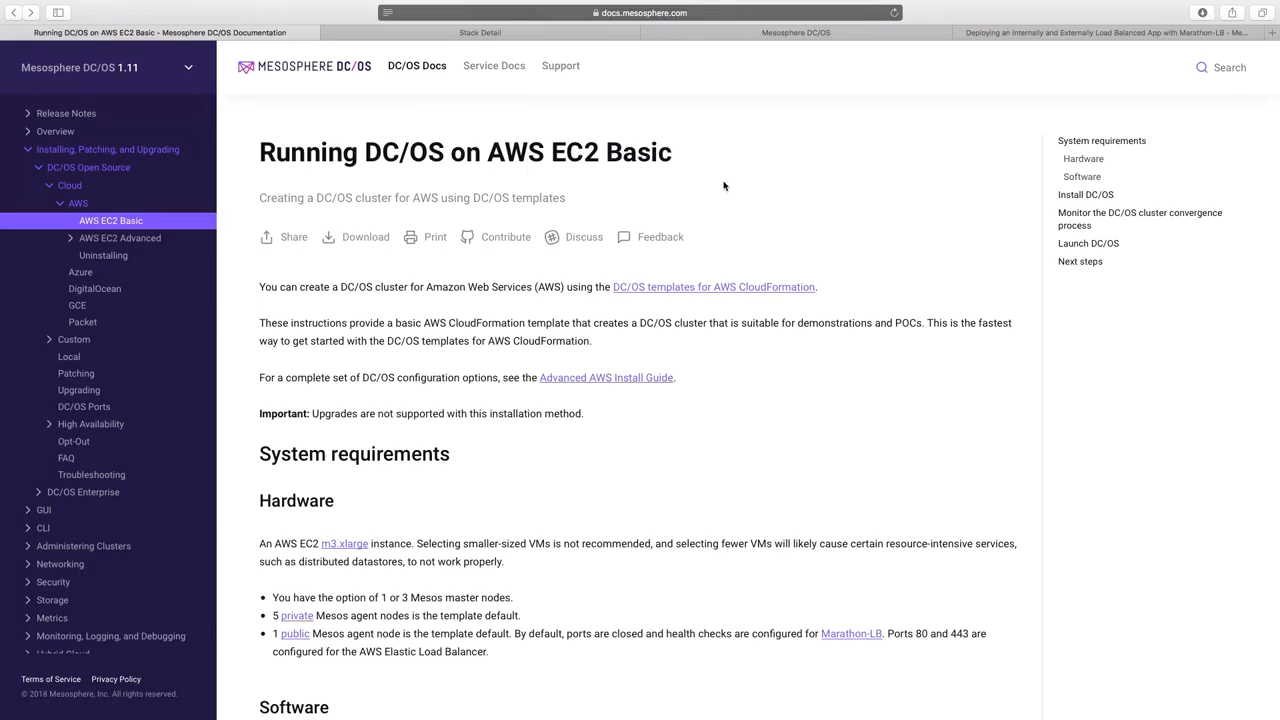 docs.mesosphere.com
Running DC/OS on AWS EC2 Basic - Mesosphere DC/OS Documentation
Stack Detail
Mesosphere DC/OS
Deploying an Internally and Externally Load Balanced App with Marathon-LB - Me...
Mesosphere DC/OS 1.11
MESOSPHERE DC/OS
DC/OS Docs
Service Docs
Support
Search
Release Notes
Overview
Installing, Patching, and Upgrading
DC/OS Open Source
Cloud
AWS
AWS EC2 Basic
AWS EC2 Advanced
Uninstalling
Azure
DigitalOcean
GCE
Packet
Custom
Local
Patching
Upgrading
DC/OS Ports
High Availability
Opt-Out
FAQ
Troubleshooting
DC/OS Enterprise
GUI
CLI
Administering Clusters
Networking
Security
Storage
Metrics
Monitoring, Logging, and Debugging
Hybrid Cloud
Terms of Service Privacy Policy
© 2018 Mesosphere, Inc. All rights reserved.
Running DC/OS on AWS EC2 Basic
Creating a DC/OS cluster for AWS using DC/OS templates
Share Download Print Contribute Discuss Feedback
You can create a DC/OS cluster for Amazon Web Services (AWS) using the DC/OS templates for AWS CloudFormation.
These instructions provide a basic AWS CloudFormation template that creates a DC/OS cluster that is suitable for demonstrations and POCs. This is the fastest
way to get started with the DC/OS templates for AWS CloudFormation.
For a complete set of DC/OS configuration options, see the Advanced AWS Install Guide.
Important: Upgrades are not supported with this installation method.
System requirements
Hardware
An AWS EC2 m3.xlarge instance. Selecting smaller-sized VMs is not recommended, and selecting fewer VMs will likely cause certain resource-intensive services,
such as distributed datastores, to not work properly.
• You have the option of 1 or 3 Mesos master nodes.
• 5 private Mesos agent nodes is the template default.
• 1 public Mesos agent node is the template default. By default, ports are closed and health checks are configured for Marathon-LB. Ports 80 and 443 are
configured for the AWS Elastic Load Balancer.
Software
System requirements
Hardware
Software
Install DC/OS
Monitor the DC/OS cluster convergence
process
Launch DC/OS
Next steps